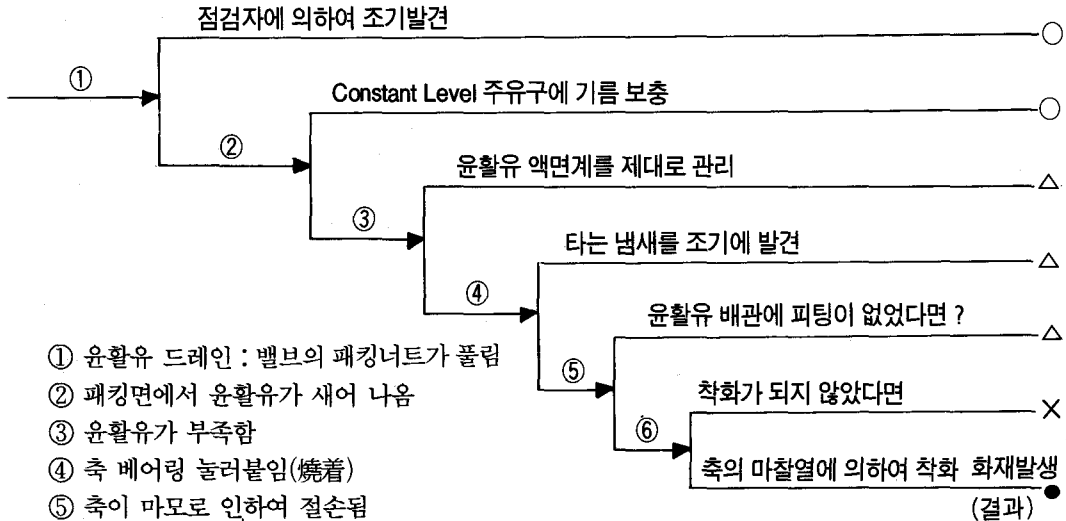 점검자에 의하여 조기발견
①
Constant Level 주유구에 기름 보충
②
윤활유 액면계를 제대로 관리
③
타는 냄새를 조기에 발견
④
윤활유 배관에 피팅이 없었다면 ?
① 윤활유 드레인 : 밸브의 패킹너트가 풀림
⑤
② 패킹면에서 윤활유가 새어 나옴
착화가 되지 않았다면
③ 윤활유가 부족함
⑥
④ 축 베어링 눌러붙임(燒着)
축의 마찰열에 의하여 착화 화재발생
⑤ 축이 마모로 인하여 절손됨
(결과)